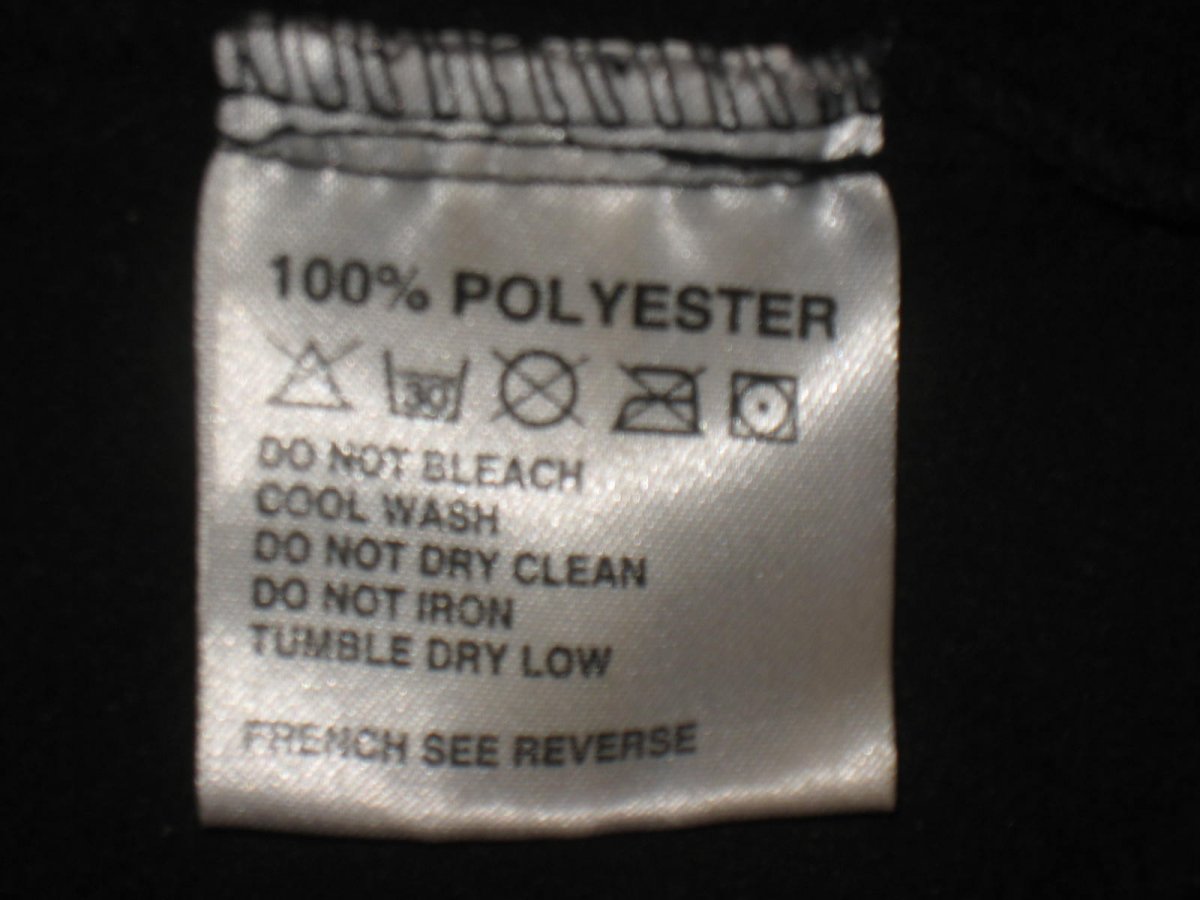 100% POLYESTER
30
DO NOT BLEACH
COOL WASH
DO NOT DRY CLEAN
DO NOT IRON
TUMBLE DRY LOW
FRENCH SEE REVERSE